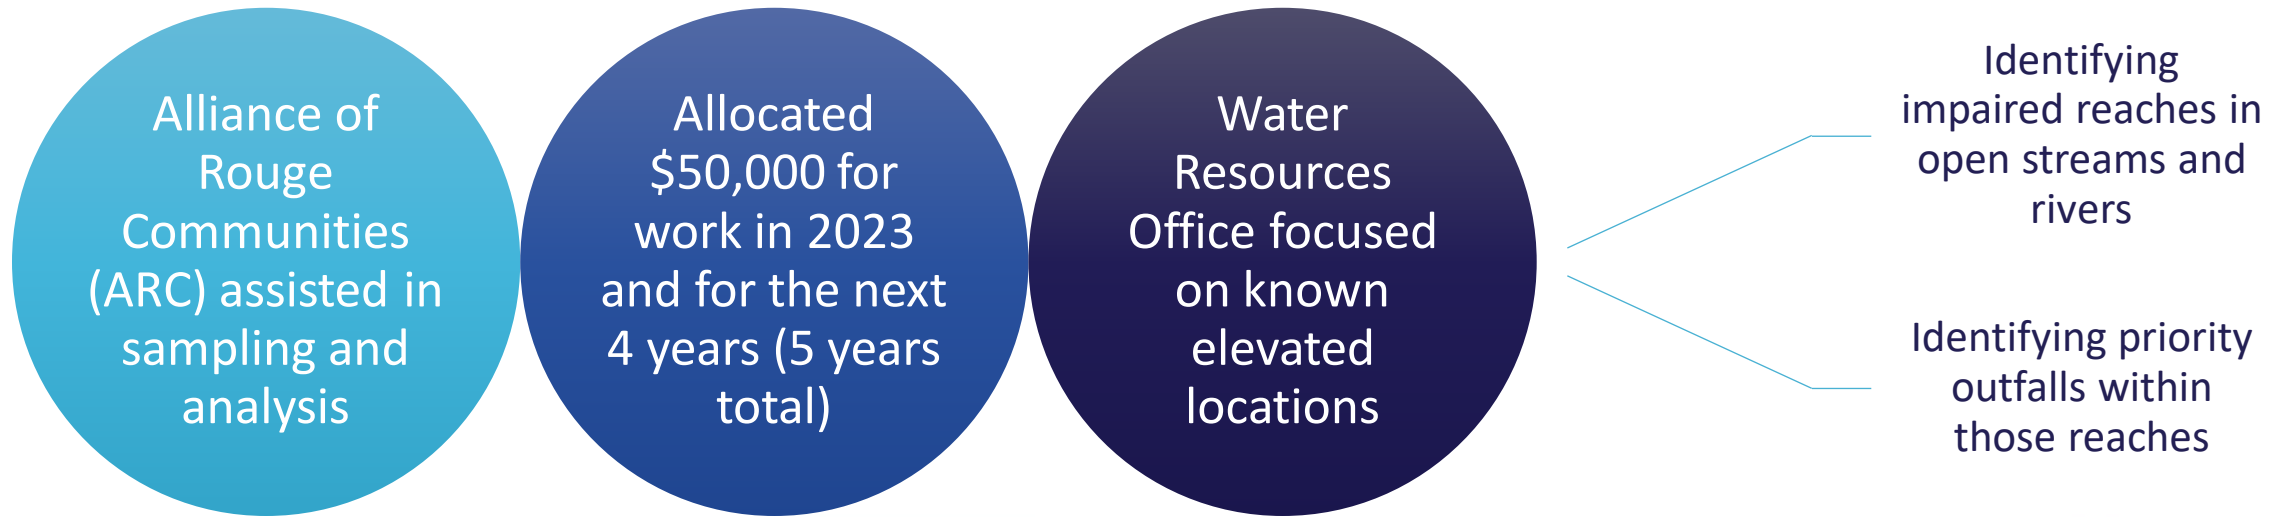 Alliance of
Rouge
Communities
(ARC) assisted in
sampling and
analysis
Allocated
$50,000 for
work in 2023
and for the next
4 years (5 years
total)
Water
Resources
Office focused
on known
elevated
locations
Identifying
impaired reaches in
open streams and
rivers
Identifying priority
outfalls within
those reaches